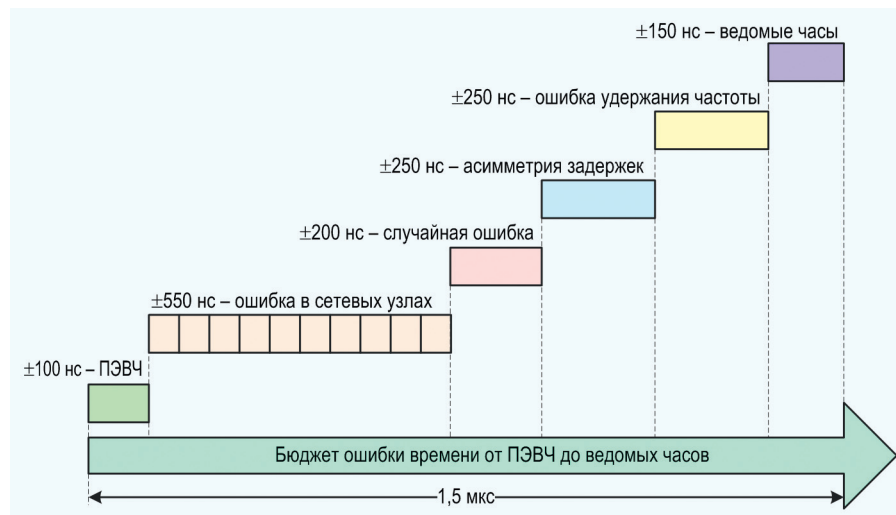 ±150 нс – ведомые часы
±250 нс – ошибка удержания частоты
±250 нс – асимметрия задержек
±200 нс – случайная ошибка
±550 нс – ошибка в сетевых узлах
±100 нс – ПЭВЧ
Бюджет ошибки времени от ПЭВЧ до ведомых часов
1,5 мкс